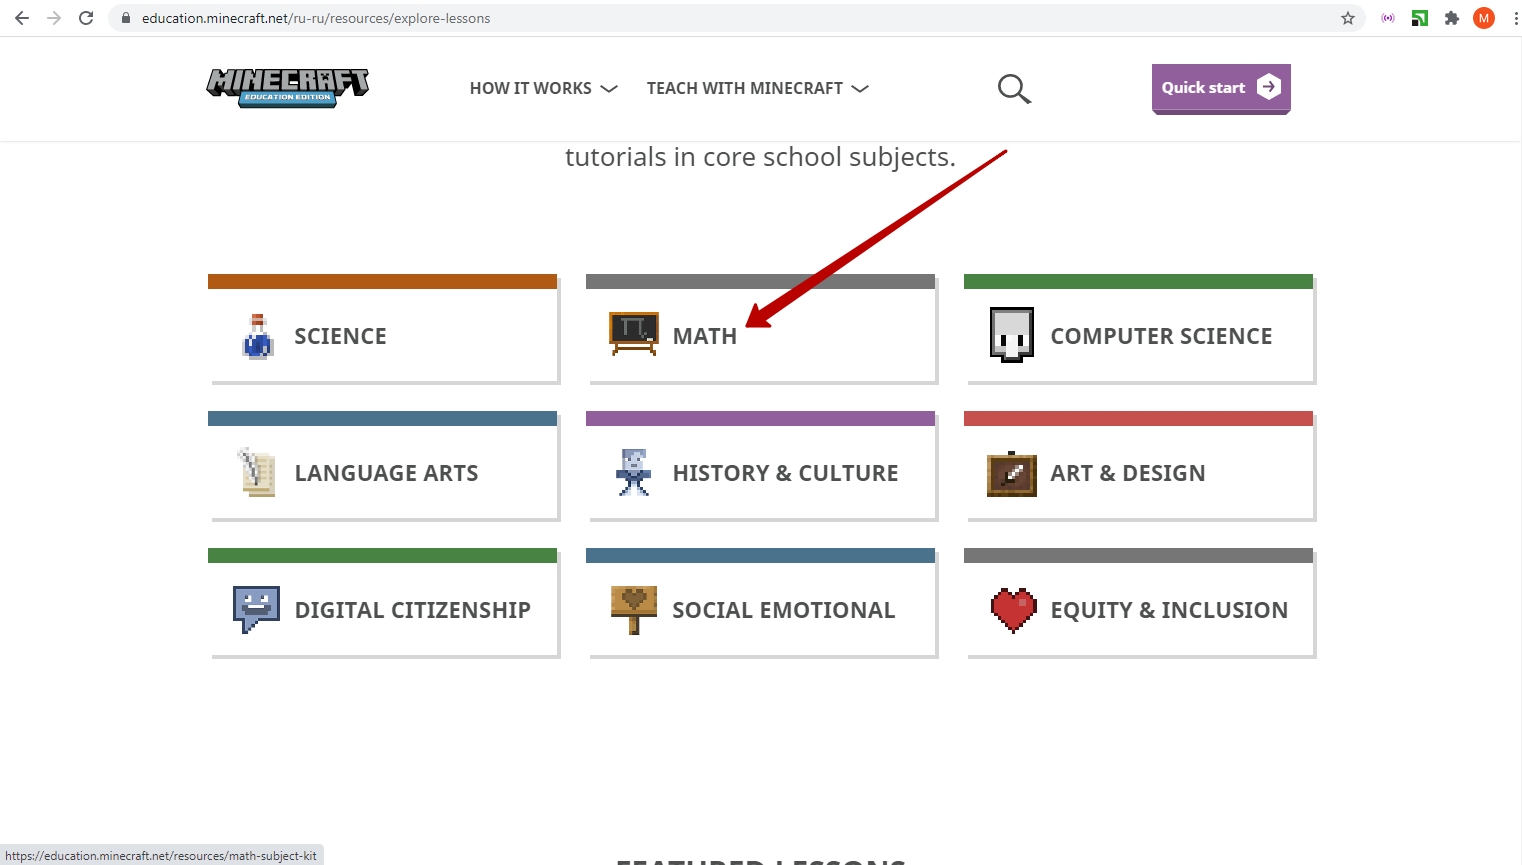 education.minecraft.net/ru-ru/resources/explore-lessons
M
MINECRAFT
EDUCATION EDITION
HOW IT WORKS
TEACH WITH MINECRAFT
Quick start
tutorials in core school subjects.
SCIENCE
MATH
COMPUTER SCIENCE
LANGUAGE ARTS
HISTORY & CULTURE
ART & DESIGN
DIGITAL CITIZENSHIP
SOCIAL EMOTIONAL
EQUITY & INCLUSION
FEATURED LESSONS
https://education.minecraft.net/resources/math-subject-kit